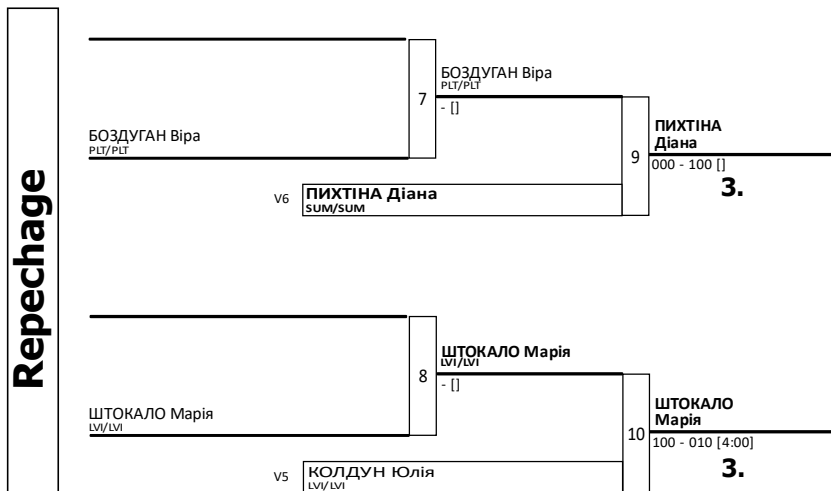 Repechage
7
БОЗДУГАН Віра
PLT/PLT
- []
БОЗДУГАН Віра
PLT/PLT
9
ПИХТІНА
Діана
000 - 100 []
3.
V6
ПИХТІНА Діана
SUM/SUM
8
ШТОКАЛО Марія
LVI/LVI
- []
ШТОКАЛО Марія
LVI/LVI
10
ШТОКАЛО
Марія
100 - 010 [4:00]
3.
V5
КОЛДУН Юлія
LVI/LVI